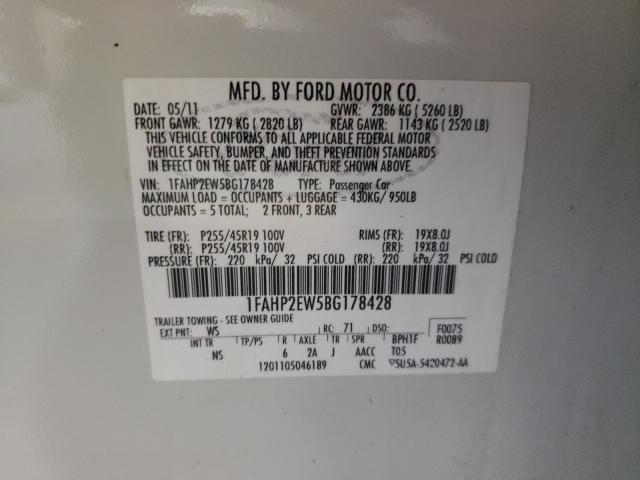 MFD. BY FORD MOTOR CO.
DATE: 05/11 GVWR: 2386 KG (5260 LB)
FRONT GAWR: 1279 KG (2820 LB) REAR GAWR: 1143 KG (2520 LB)
THIS VEHICLE CONFORMS TO ALL APPLICABLE FEDERAL MOTOR
VEHICLE SAFETY, BUMPER, AND THEFT PREVENTION STANDARDS
IN EFFECT ON THE DATE OF MANUFACTURE SHOWN ABOVE.
VIN: 1FAHP2EW5BG178428 TYPE: Passenger Car
MAXIMUM LOAD = OCCUPANTS + LUGGAGE = 430KG/ 950LB
OCCUPANTS = 5 TOTAL; 2 FRONT, 3 REAR
TIRE (FR): P255/45R19 100V RIMS (FR): 19X8.0J
(RR): P255/45R19 100V (RR): 19X8.0J
PRESSURE (FR): 220 kPa/ 32 PSI COLD (RR): 220 kPa/ 32 PSI COLD
1FAHP2EW5BG178428
TRAILER TOWING - SEE OWNER GUIDE
EXT PNT: WS RC: 71 DSO: F0075
INT TR TP/PS R AXLE TR SPR BPH1F R0089
NS 6 2A J AACC T05
1201105046189 CMC 5U5A-5420472-AA